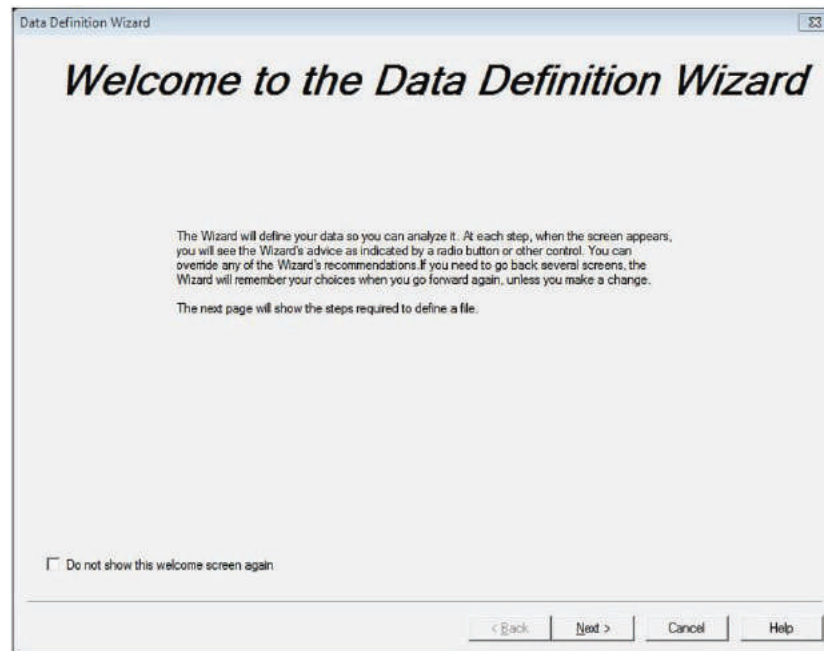 Data Definition Wizard
Welcome to the Data Definition Wizard
The Wizard will define your data so you can analyze it. At each step, when the screen appears,
you will see the Wizard's advice as indicated by a radio button or other control. You can
override any of the Wizard's recommendations.If you need to go back several screens, the
Wizard will remember your choices when you go forward again, unless you make a change.
The next page will show the steps required to define a file.
Do not show this welcome screen again
< Back Next > Cancel Help